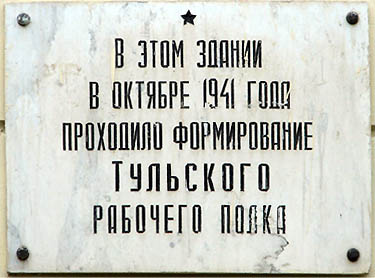 В ЭТОМ ЗДАНИИ
В ОКТЯБРЕ 1941 ГОДА
ПРОХОДИЛО ФОРМИРОВАНИЕ
ТУЛЬСКОГО
РАБОЧЕГО ПОЛКА